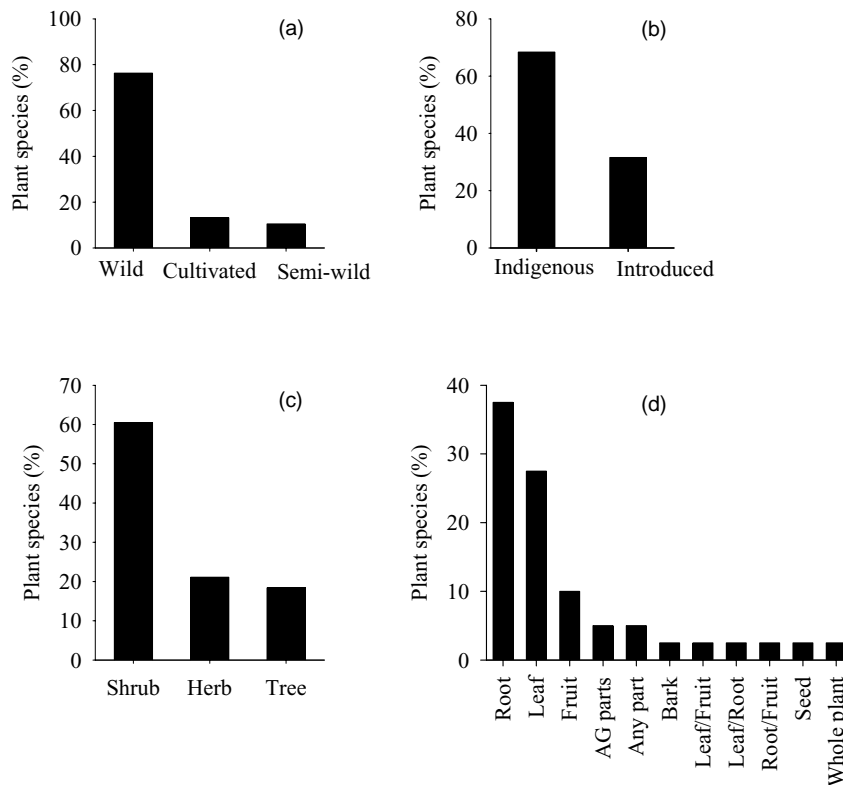 (a)
Plant species (%)
100
80
60
40
20
0
Wild
Cultivated
Semi-wild
(b)
Plant species (%)
80
60
40
20
0
Indigenous
Introduced
(c)
Plant species (%)
70
60
50
40
30
20
10
0
Shrub
Herb
Tree
(d)
Plant species (%)
40
30
20
10
0
Root
Leaf
Fruit
AG parts
Any part
Bark
Leaf/Fruit
Leaf/Root
Root/Fruit
Seed
Whole plant